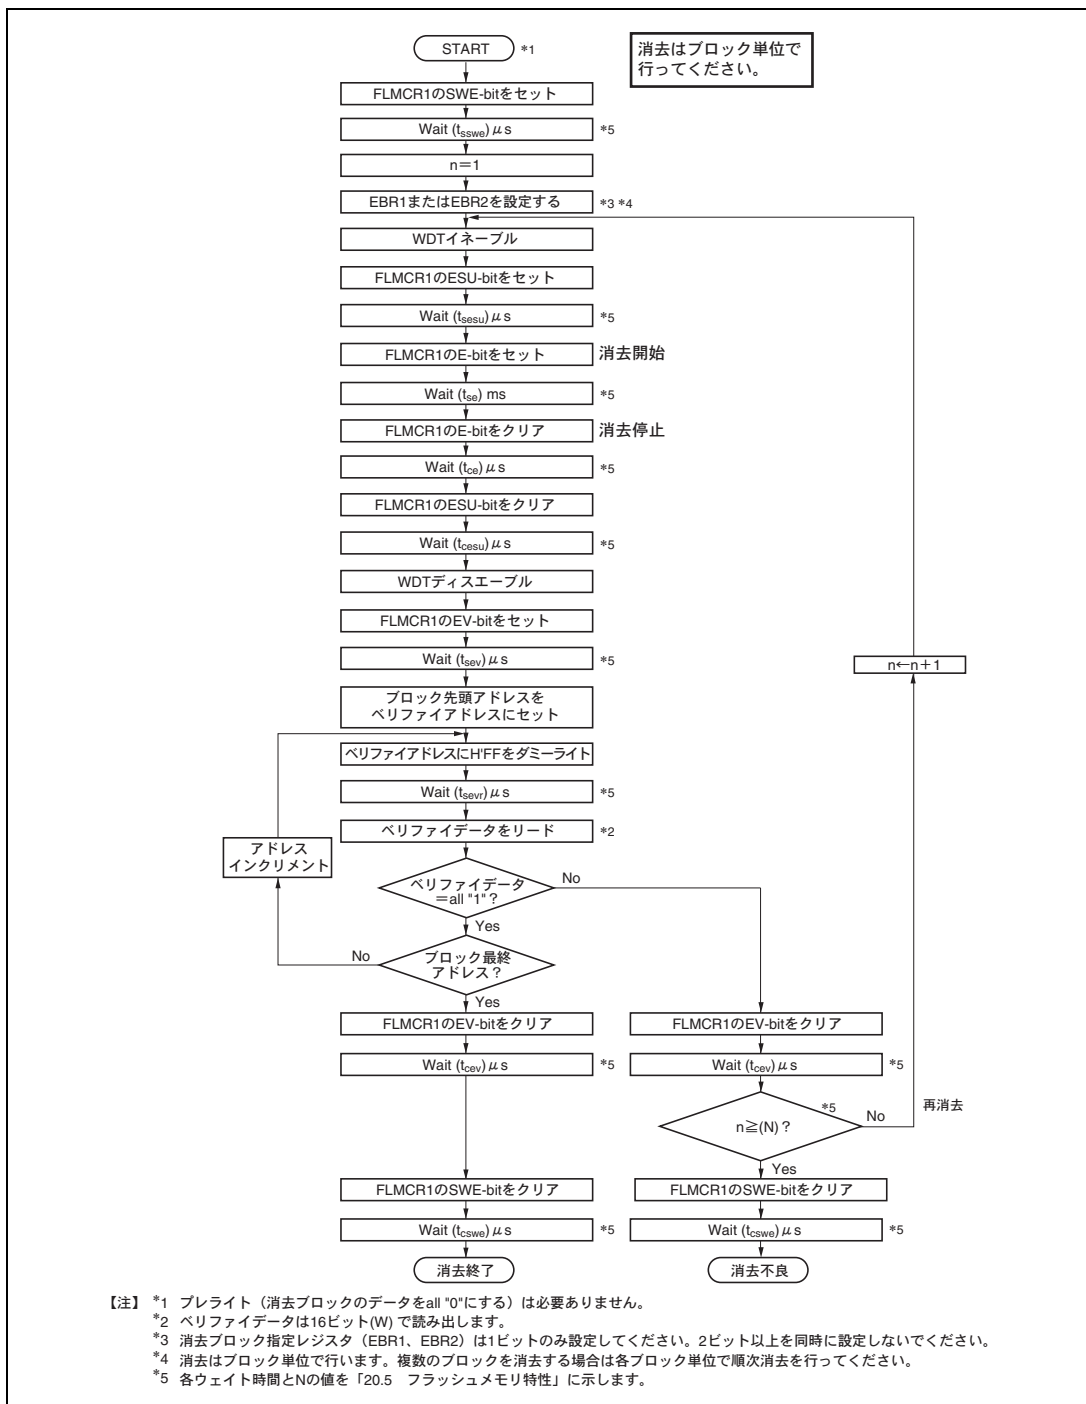 START *1
消去はブロック単位で
行ってください。
FLMCR1のSWE-bitをセット
Wait (tsswe) μs *5
n=1
EBR1またはEBR2を設定する *3 *4
WDTイネーブル
FLMCR1のESU-bitをセット
Wait (tsesu) μs *5
FLMCR1のE-bitをセット 消去開始
Wait (tse) ms *5
FLMCR1のE-bitをクリア 消去停止
Wait (tce) μs *5
FLMCR1のESU-bitをクリア
Wait (tcesu) μs *5
WDTディスエーブル
FLMCR1のEV-bitをセット
Wait (tsev) μs *5
n←n+1
ブロック先頭アドレスを
ベリファイアドレスにセット
ベリファイアドレスにH'FFをダミーライト
Wait (tsevr) μs *5
ベリファイデータをリード *2
アドレス
インクリメント
ベリファイデータ
=all "1"?
No
Yes
ブロック最終
アドレス?
No
Yes
FLMCR1のEV-bitをクリア
Wait (tcev) μs *5
FLMCR1のEV-bitをクリア
Wait (tcev) μs *5
n≧(N)? *5
No
再消去
Yes
FLMCR1のSWE-bitをクリア
Wait (tcswe) μs *5
消去終了
FLMCR1のSWE-bitをクリア
Wait (tcswe) μs *5
消去不良
【注】 *1 プレライト(消去ブロックのデータをall "0"にする)は必要ありません。
*2 ベリファイデータは16ビット(W) で読み出します。
*3 消去ブロック指定レジスタ(EBR1、EBR2)は1ビットのみ設定してください。2ビット以上を同時に設定しないでください。
*4 消去はブロック単位で行います。複数のブロックを消去する場合は各ブロック単位で順次消去を行ってください。
*5 各ウェイト時間とNの値を「20.5 フラッシュメモリ特性」に示します。